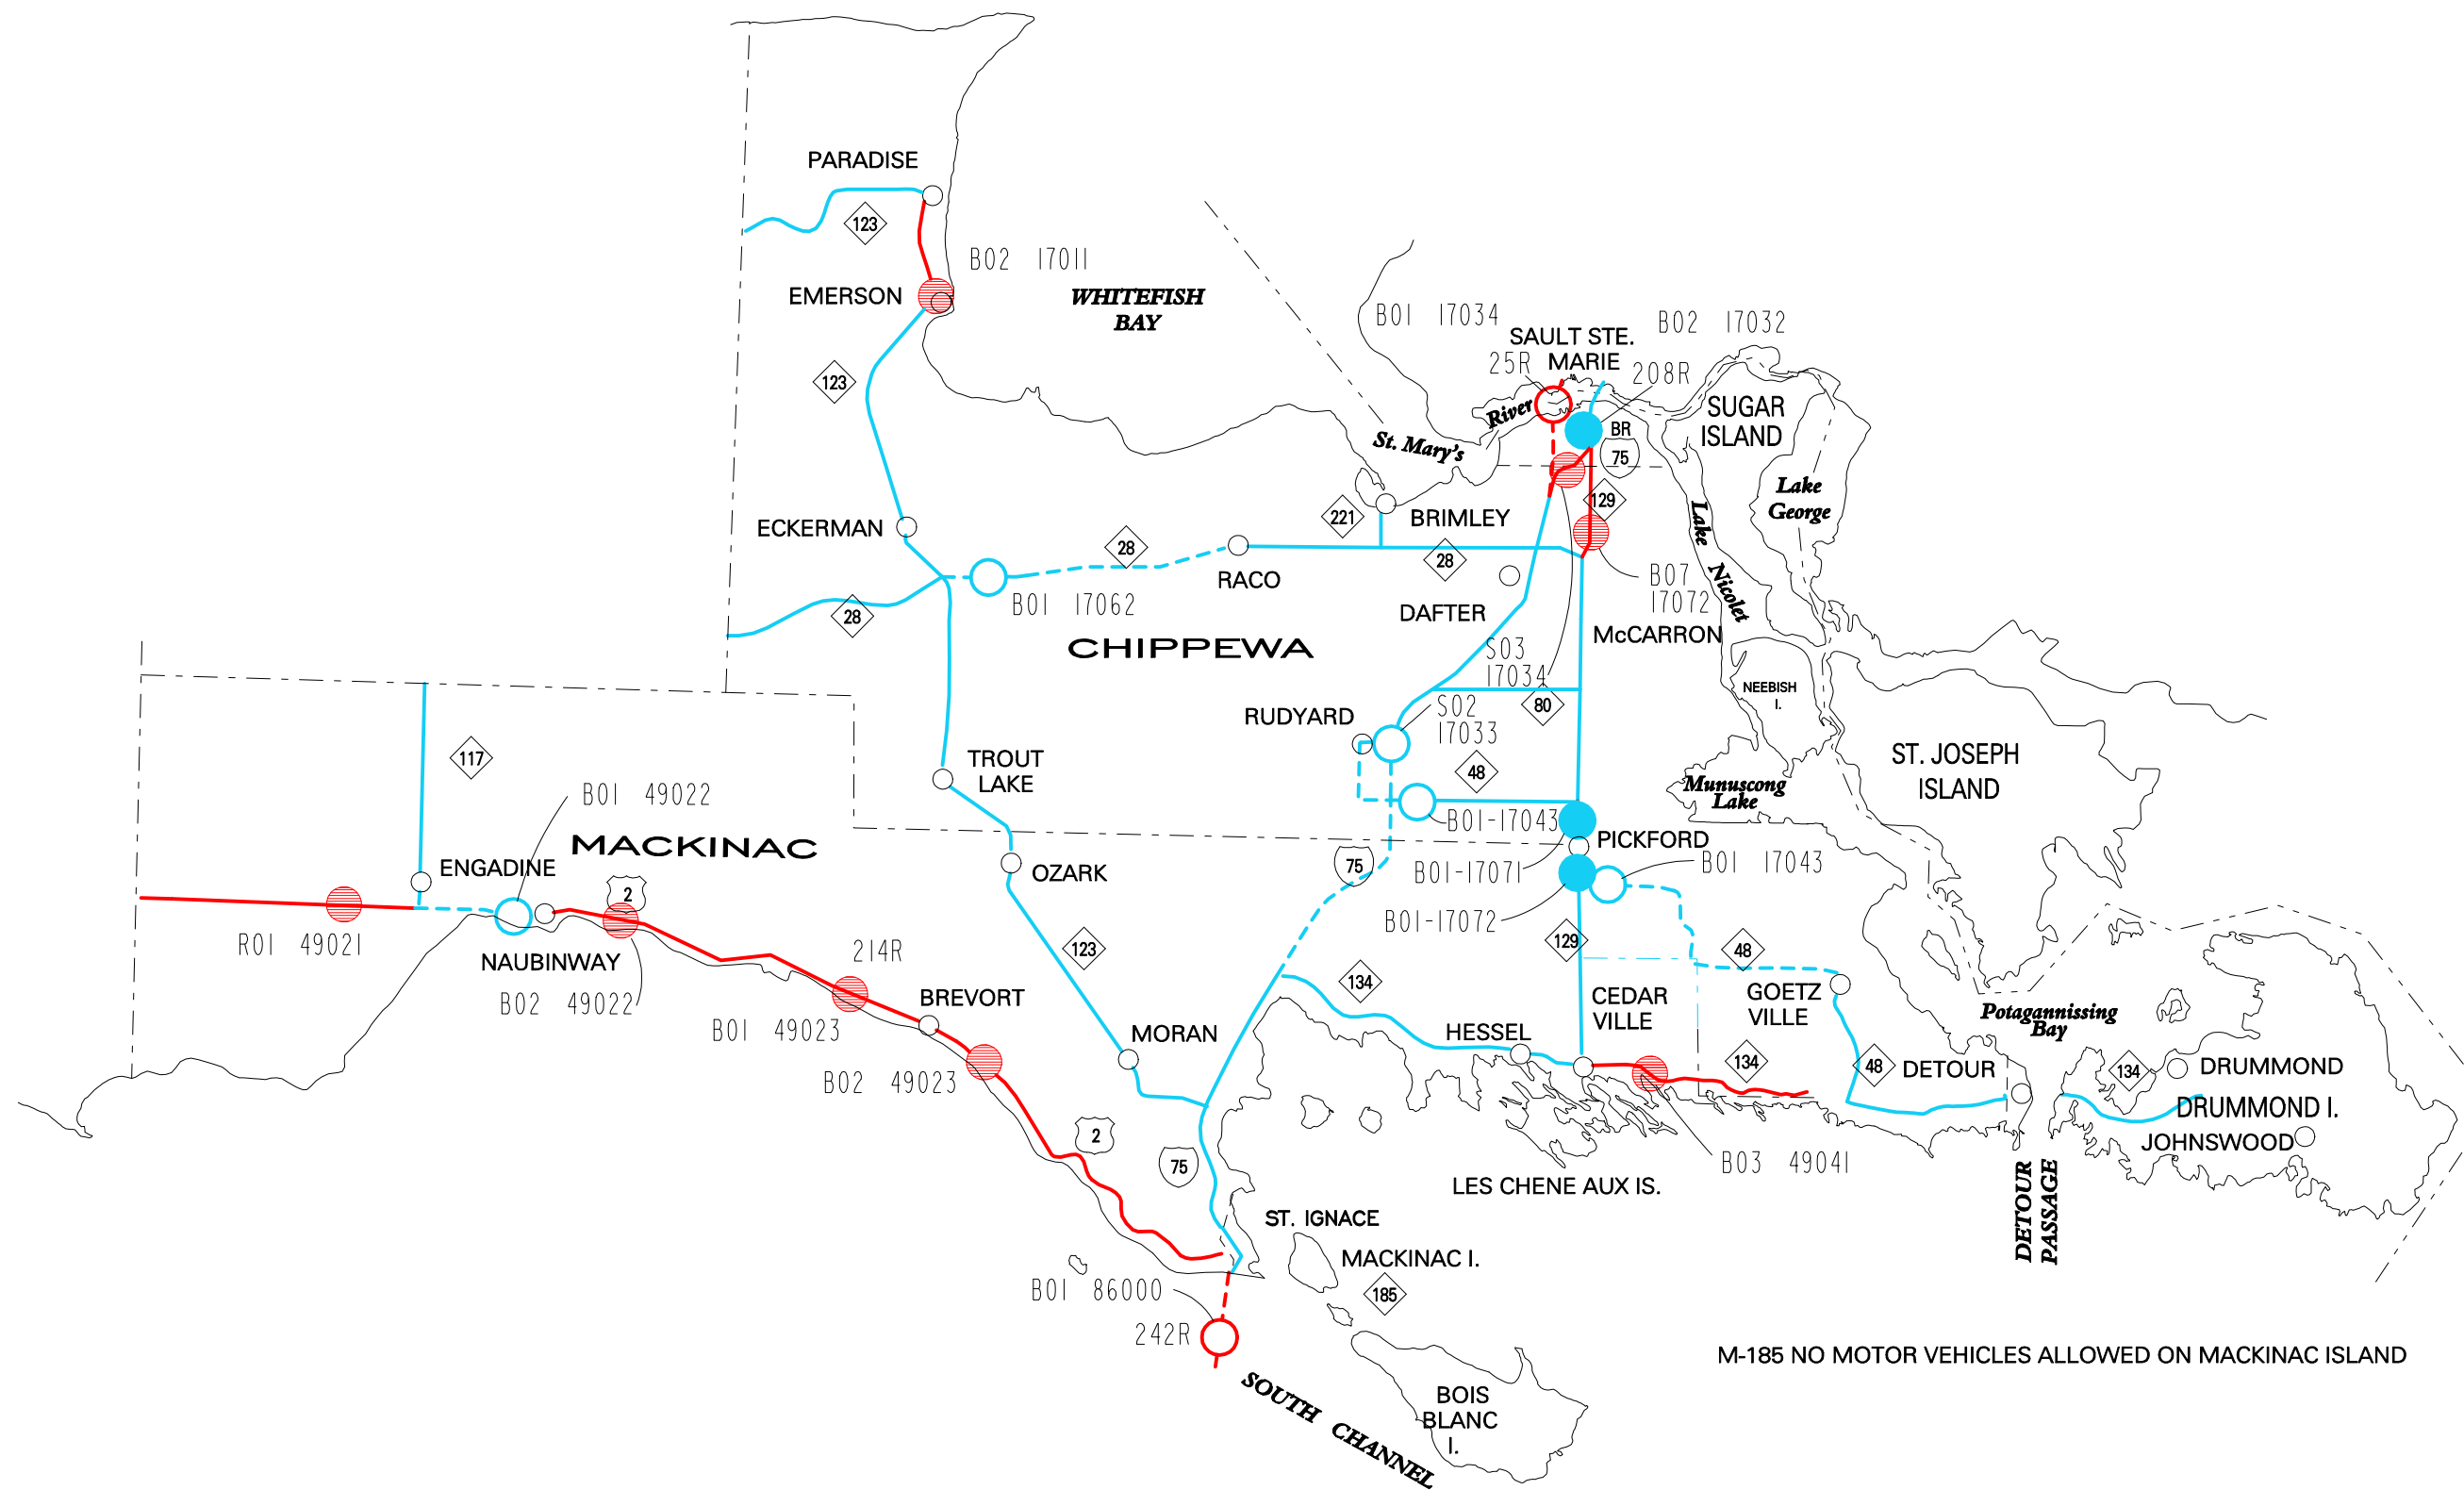 PARADISE
123
B02 17011
EMERSON
WHITEFISH
BAY
B01 17034
B02 17032
SAULT STE.
MARIE
25R
208R
123
River
SUGAR
ISLAND
BR
75
St. Mary's
Lake
George
129
221
BRIMLEY
Lake
Nicolet
ECKERMAN
28
28
RACO
B07
17072
DAFTER
B01 17062
28
McCARRON
CHIPPEWA
S03
17034
NEEBISH
I.
80
S02
17033
RUDYARD
117
TROUT
LAKE
48
ST. JOSEPH
ISLAND
Munuscong
Lake
B01 49022
B01-17043
MACKINAC
PICKFORD
ENGADINE
OZARK
75
B01-17071
B01 17043
2
B01-17072
R01 49021
214R
123
129
48
NAUBINWAY
134
B02 49022
BREVORT
CEDAR
VILLE
GOETZ
VILLE
B01 49023
MORAN
HESSEL
Potagannissing
Bay
134
48
DETOUR
134
DRUMMOND
B02 49023
DRUMMOND I.
2
JOHNSWOOD
75
B03 49041
LES CHENE AUX IS.
DETOUR
PASSAGE
ST. IGNACE
MACKINAC I.
B01 86000
185
242R
M-185 NO MOTOR VEHICLES ALLOWED ON MACKINAC ISLAND
BOIS
BLANC
I.
SOUTH CHANNEL